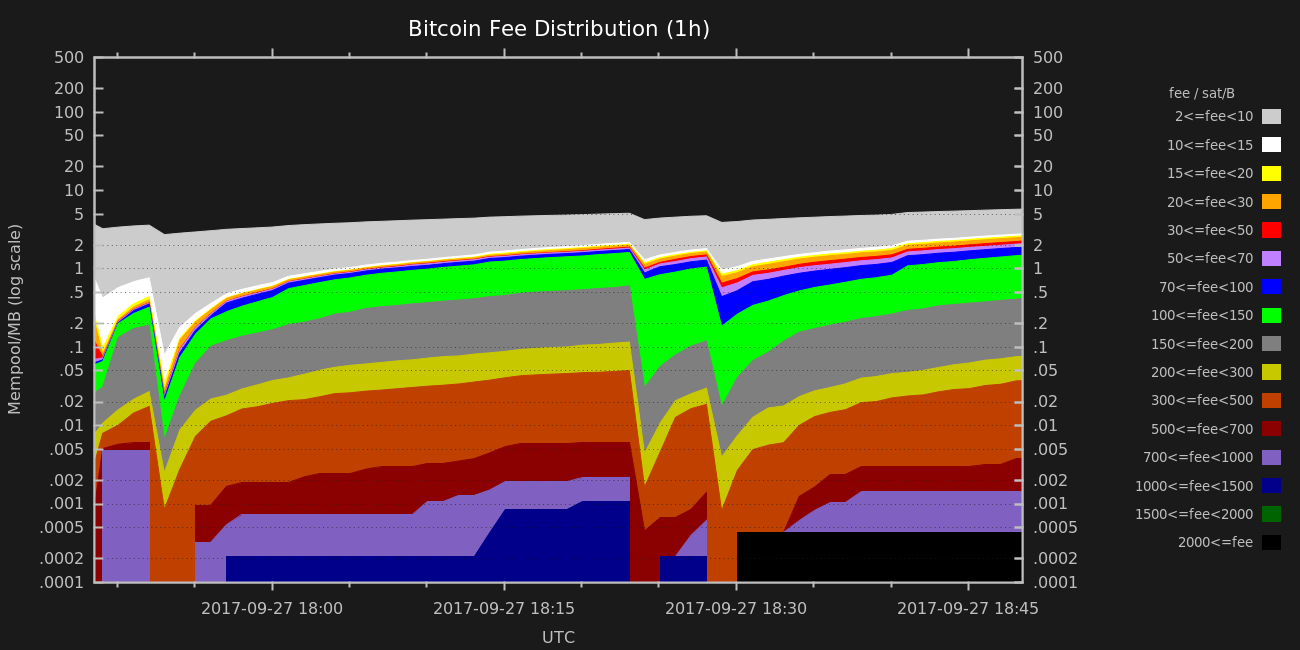 Bitcoin Fee Distribution (1h)
Mempool/MB (log scale)
500
200
100
50
20
10
5
2
1
.5
.2
.1
.05
.02
.01
.005
.002
.001
.0005
.0002
.0001
500
200
100
50
20
10
5
2
1
.5
.2
.1
.05
.02
.01
.005
.002
.001
.0005
.0002
.0001
2017-09-27 18:00
2017-09-27 18:15
2017-09-27 18:30
2017-09-27 18:45
UTC
fee / sat/B
2<=fee<10
10<=fee<15
15<=fee<20
20<=fee<30
30<=fee<50
50<=fee<70
70<=fee<100
100<=fee<150
150<=fee<200
200<=fee<300
300<=fee<500
500<=fee<700
700<=fee<1000
1000<=fee<1500
1500<=fee<2000
2000<=fee